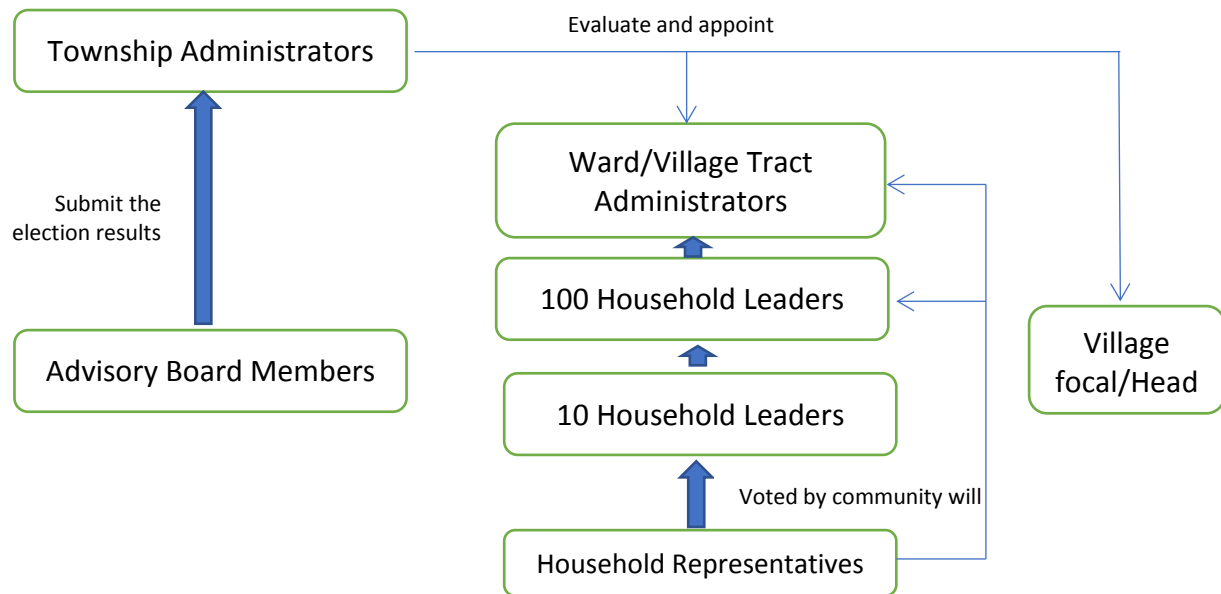 Evaluate and appoint
Township Administrators
Ward/Village Tract
Administrators
Submit the
election results
100 Household Leaders
Village
focal/Head
Advisory Board Members
10 Household Leaders
Voted by community will
Household Representatives